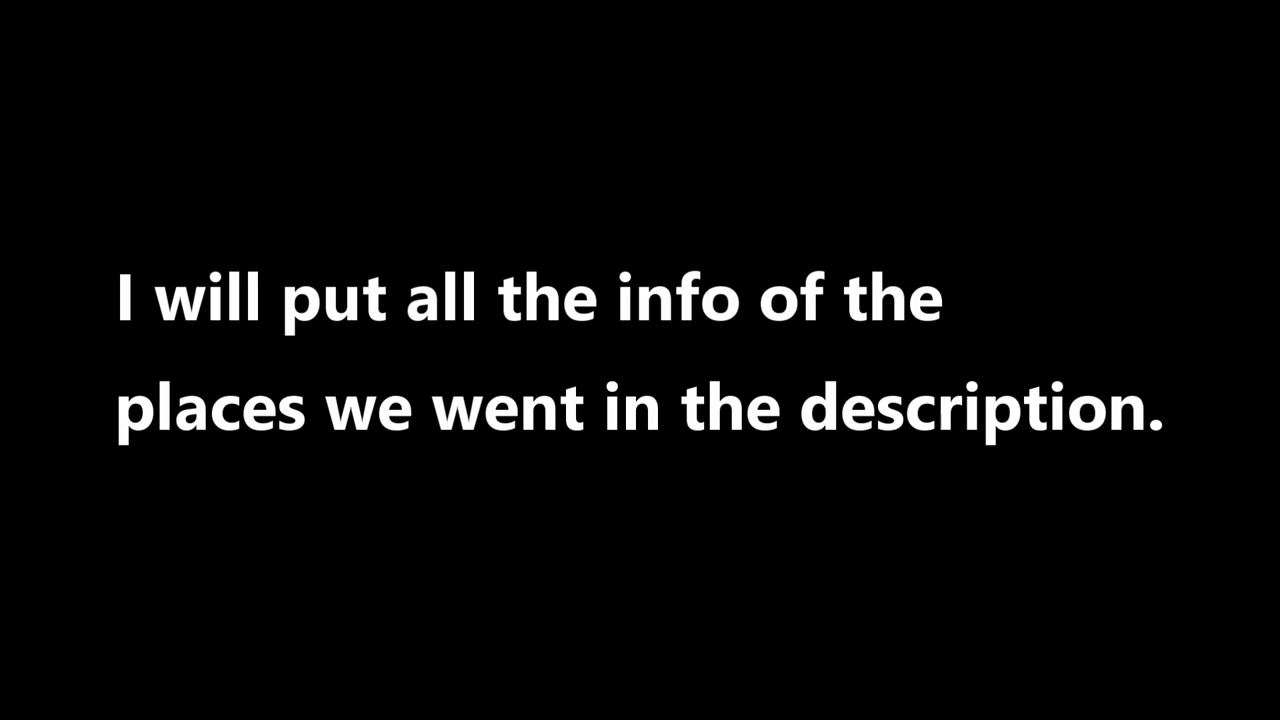 I will put all the info of the
places we went in the description.